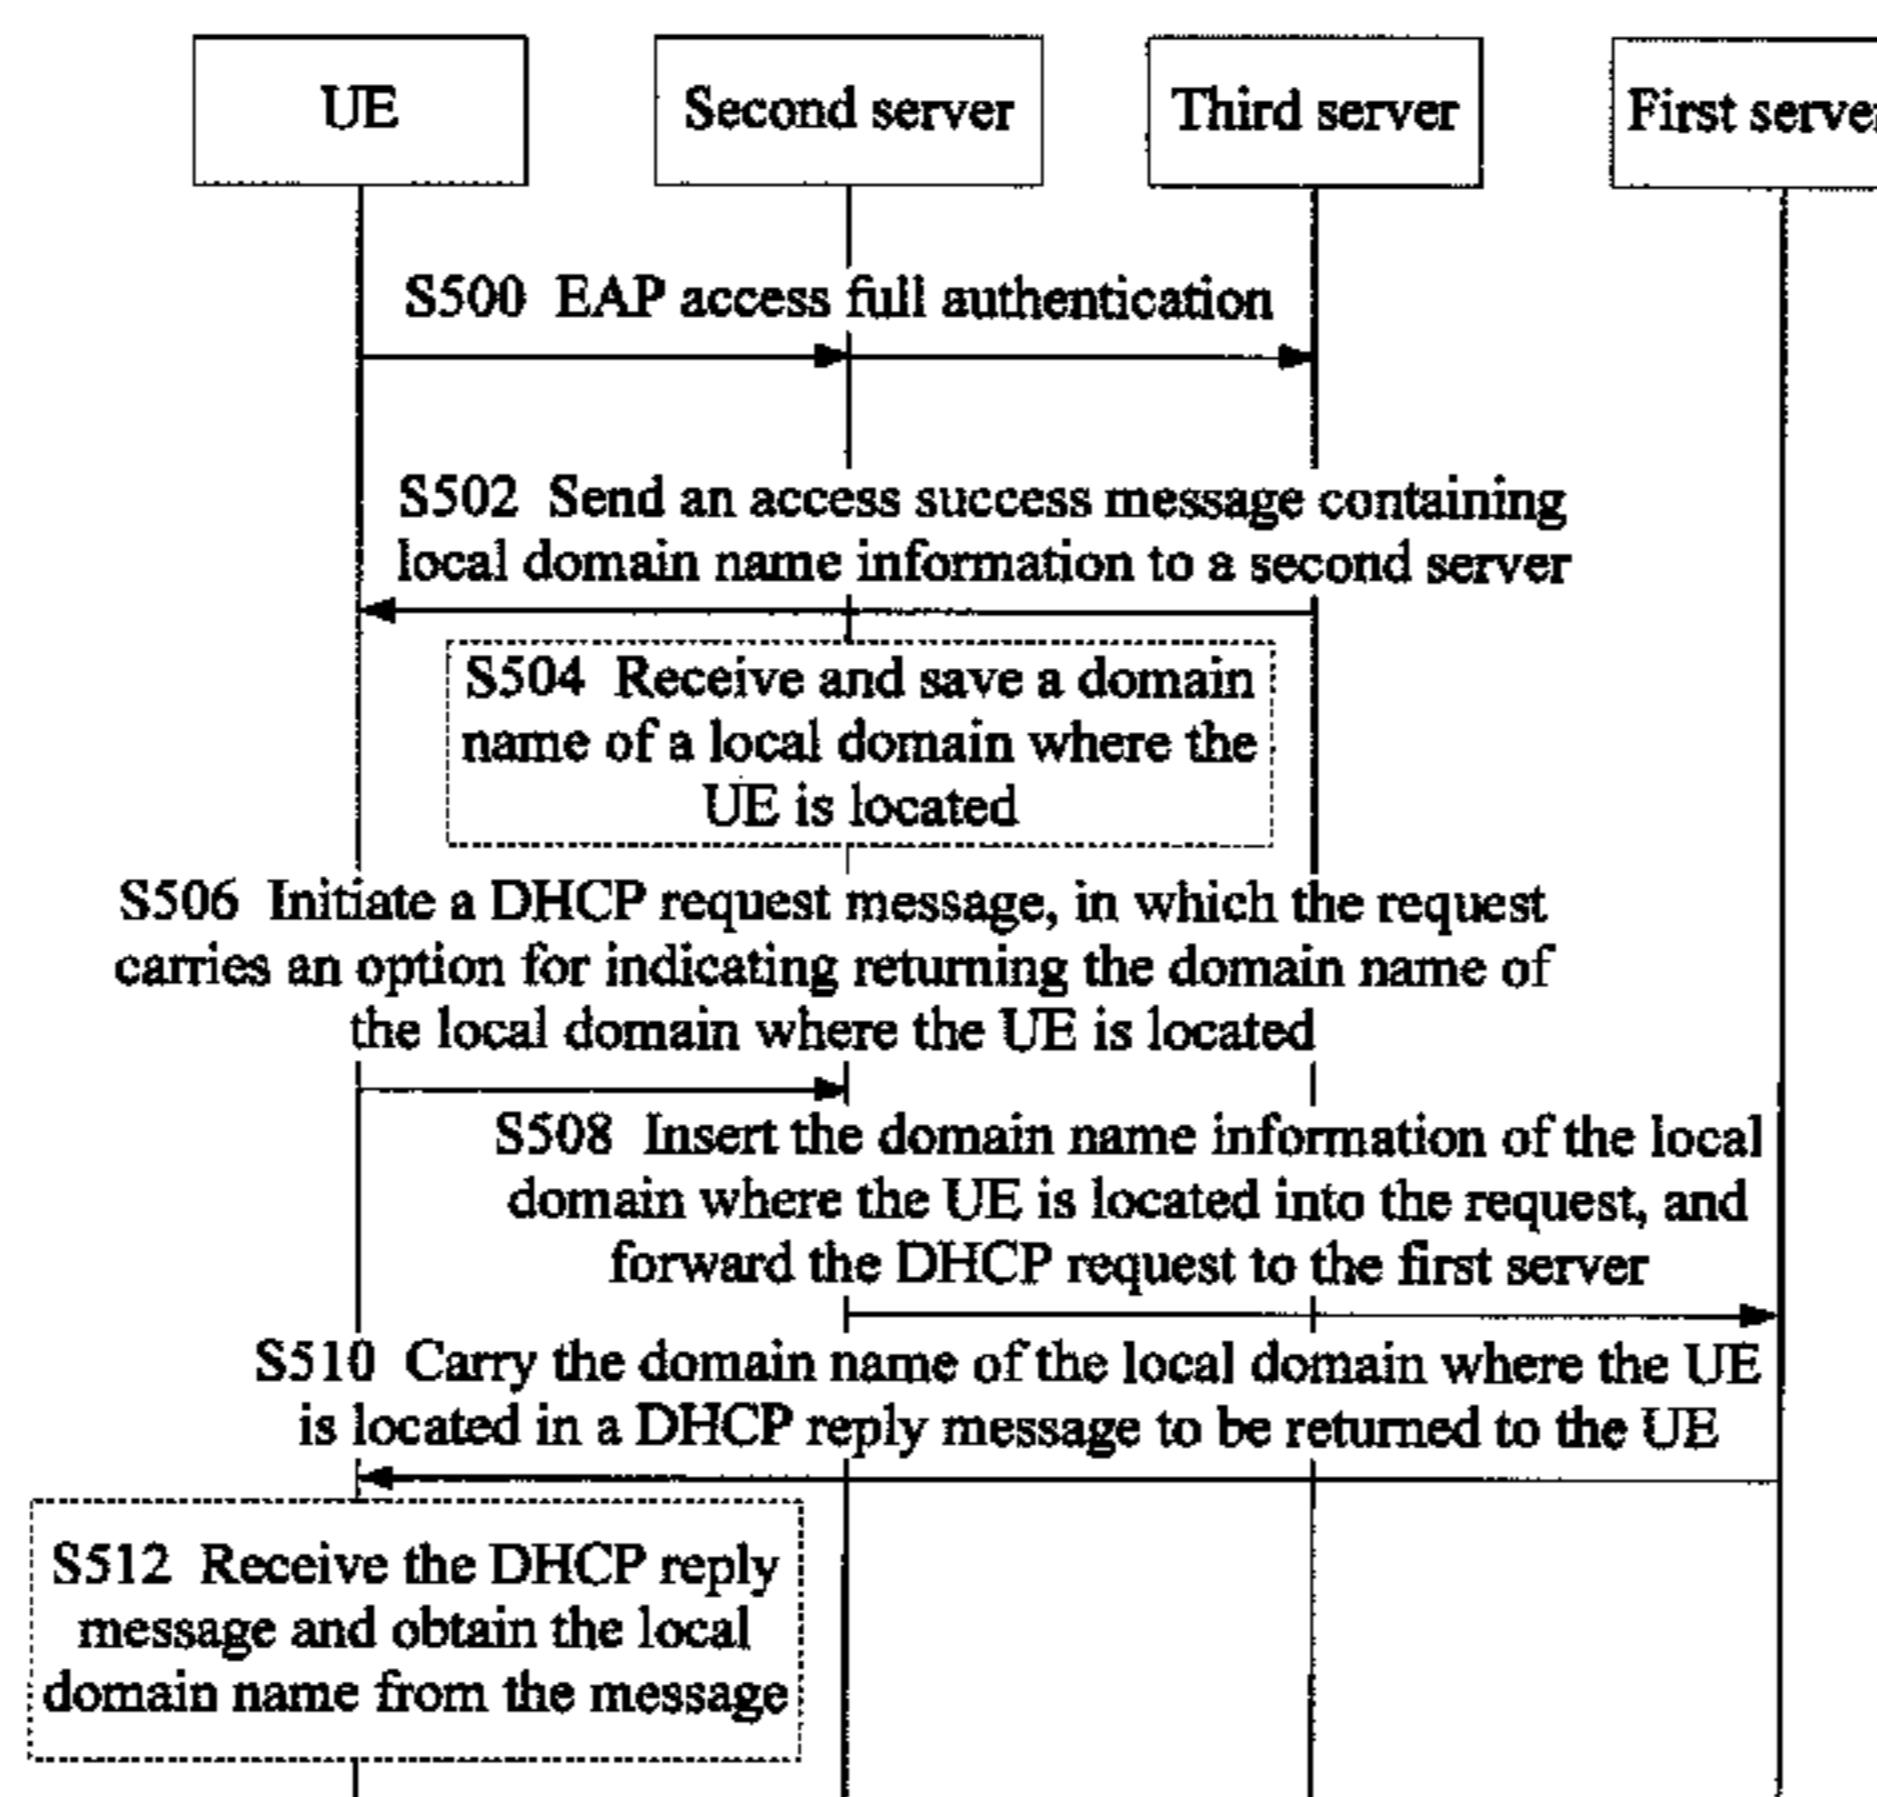 UE
Second server
Third server
First serve
S500 EAP access full authentication
S502 Send an access success message containing
local domain name information to a second server
S504 Receive and save a domain
name of a local domain where the
UE is located
S506 Initiate a DHCP request message, in which the request
carries an option for indicating returning the domain name of
the local domain where the UE is located
S508 Insert the domain name information of the local
domain where the UE is located into the request, and
forward the DHCP request to the first server
S510 Carry the domain name of the local domain where the UE
is located in a DHCP reply message to be returned to the UE
S512 Receive the DHCP reply
message and obtain the local
domain name from the message